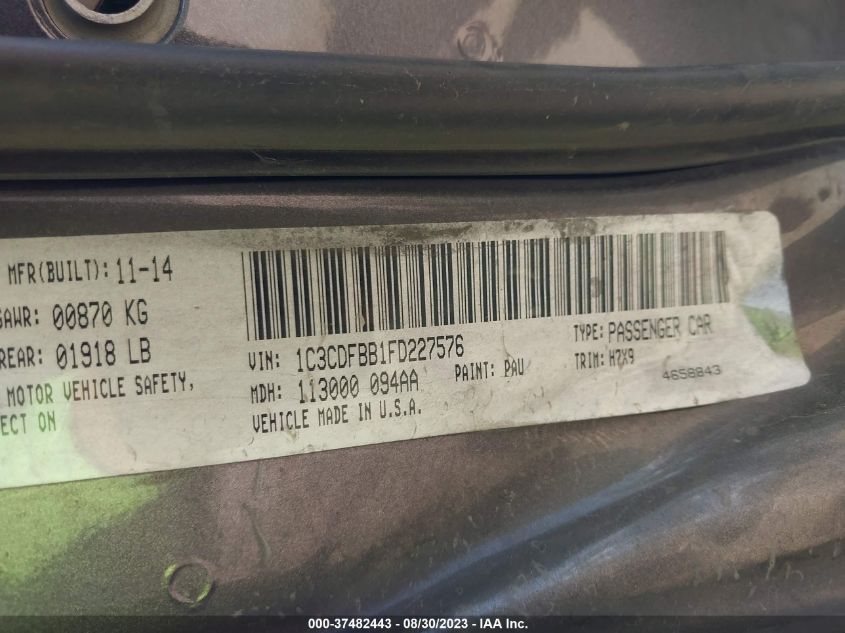 MFR(BUILT): 11-14
GAWR: 00870 KG
REAR: 01918 LB
MOTOR VEHICLE SAFETY,
ECT ON
VIN: 1C3CDFBB1FD227576
MDH: 113000 094AA
PAINT: PAU
VEHICLE MADE IN U.S.A.
TYPE: PASSENGER CAR
TRIM: H7X9
4658843
000-37482443 - 08/30/2023 - IAA Inc.